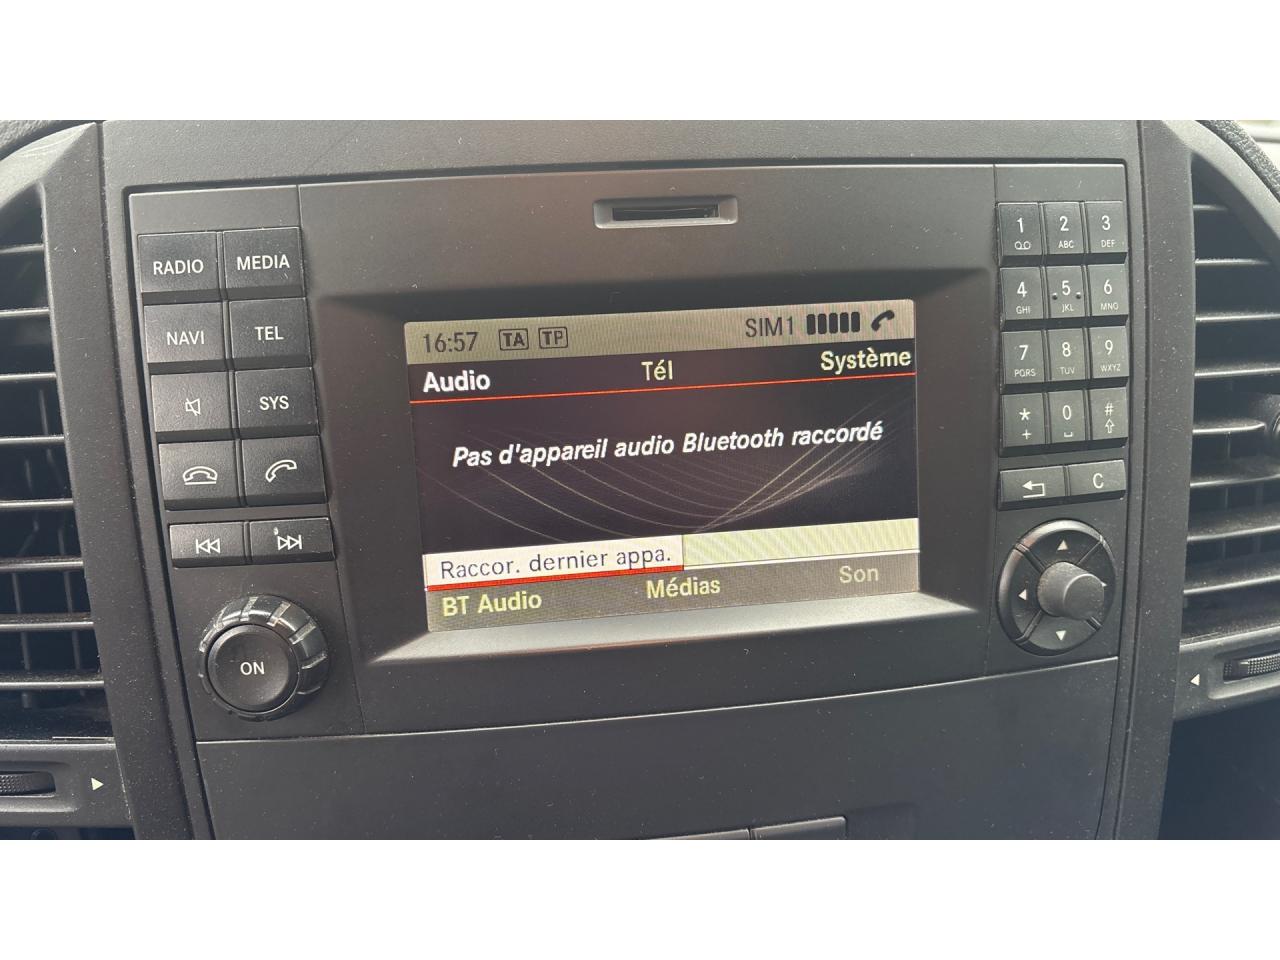 RADIO MEDIA
NAVI TEL
SYS
ON
16:57 TA TP SIM1
Audio Tél Système
Pas d'appareil audio Bluetooth raccordé
Raccor. dernier appa.
BT Audio Médias Son
1 2 ABC 3 DEF
4 GHI 5 JKL 6 MNO
7 PQRS 8 TUV 9 WXYZ
* + 0 #
C